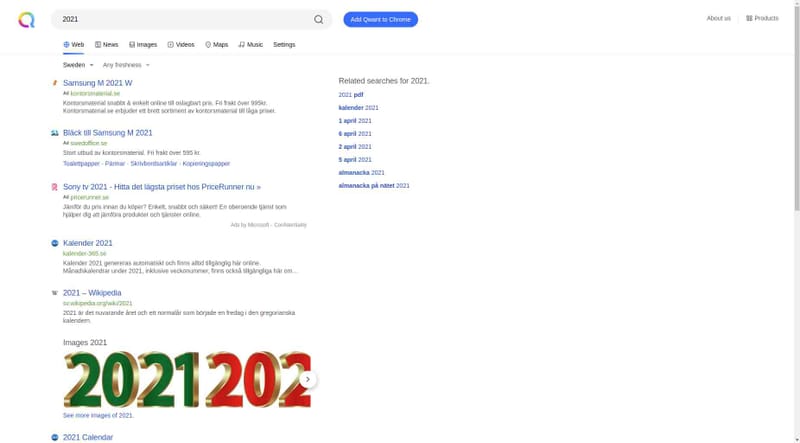 2021
Add Qwant to Chrome
About us
Products
Web
News
Images
Videos
Maps
Music
Settings
Sweden
Any freshness
Samsung M 2021 W
Ad kontorsmaterial.se
Kontorsmaterial snabbt & enkelt online till oslagbart pris. Fri frakt över 995kr.
Kontorsmaterial.se erbjuder ett brett sortiment av kontorsmaterial till låga priser.
Bläck till Samsung M 2021
Ad swedoffice.se
Stort utbud av kontorsmaterial. Fri frakt över 595 kr.
Toalettpapper - Pärmar - Skrivbordsartiklar - Kopieringspapper
Sony tv 2021 - Hitta det lägsta priset hos PriceRunner nu »
Ad pricerunner.se
Jämför du pris innan du köper? Enkelt, snabbt och säkert! En oberoende tjänst som
hjälper dig att jämföra produkter och tjänster online.
Ads by Microsoft - Confidentiality
Kalender 2021
kalender-365.se
Kalender 2021 genereras automatiskt och finns alltid tillgänglig här online.
Månadskalendrar under 2021, inklusive veckonummer, finns också tillgängliga här om...
2021 – Wikipedia
sv.wikipedia.org/wiki/2021
2021 är det nuvarande året och ett normalår som började en fredag i den gregorianska
kalendern.
Images 2021
2021 202
See more images of 2021.
2021 Calendar
Related searches for 2021.
2021 pdf
kalender 2021
1 april 2021
6 april 2021
2 april 2021
5 april 2021
almanacka 2021
almanacka på nätet 2021